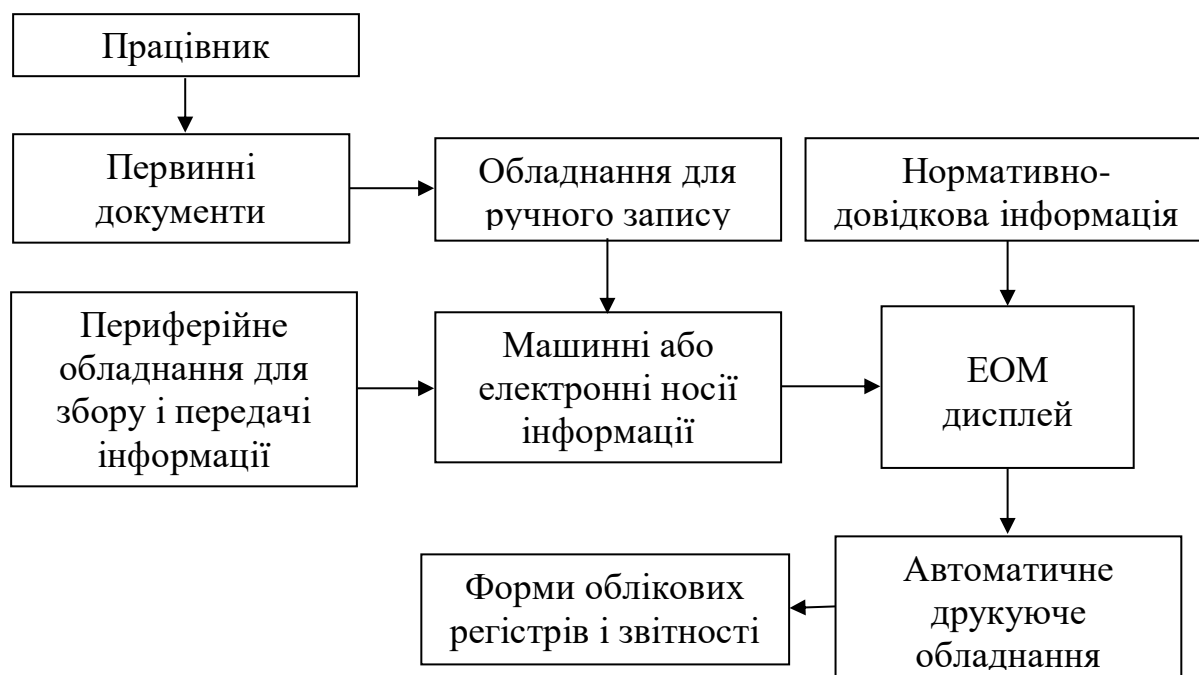 Працівник
Первинні
документи
Обладнання для
ручного запису
Нормативно-
довідкова інформація
Периферійне
обладнання для
збору і передачі
інформації
Машинні або
електронні носії
інформації
ЕОМ
дисплей
Форми облікових
регістрів і звітності
Автоматичне
друкуюче
обладнання